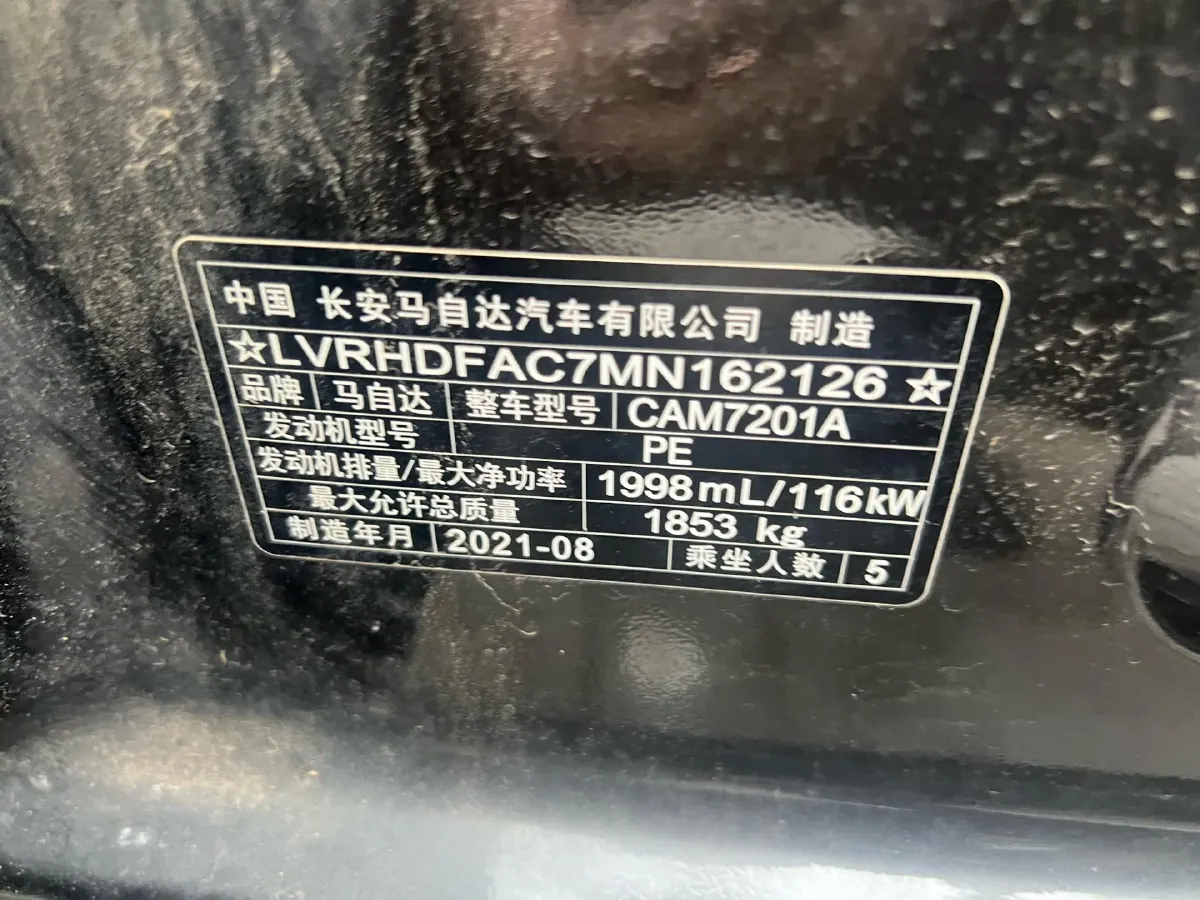 中国 长安马自达汽车有限公司 制造
☆LVRHDFAC7MN162126☆
品牌 马自达 整车型号 CAM7201A
发动机型号 PE
发动机排量/最大净功率 1998mL/116kW
最大允许总质量 1853 kg
制造年月 2021-08 乘坐人数 5